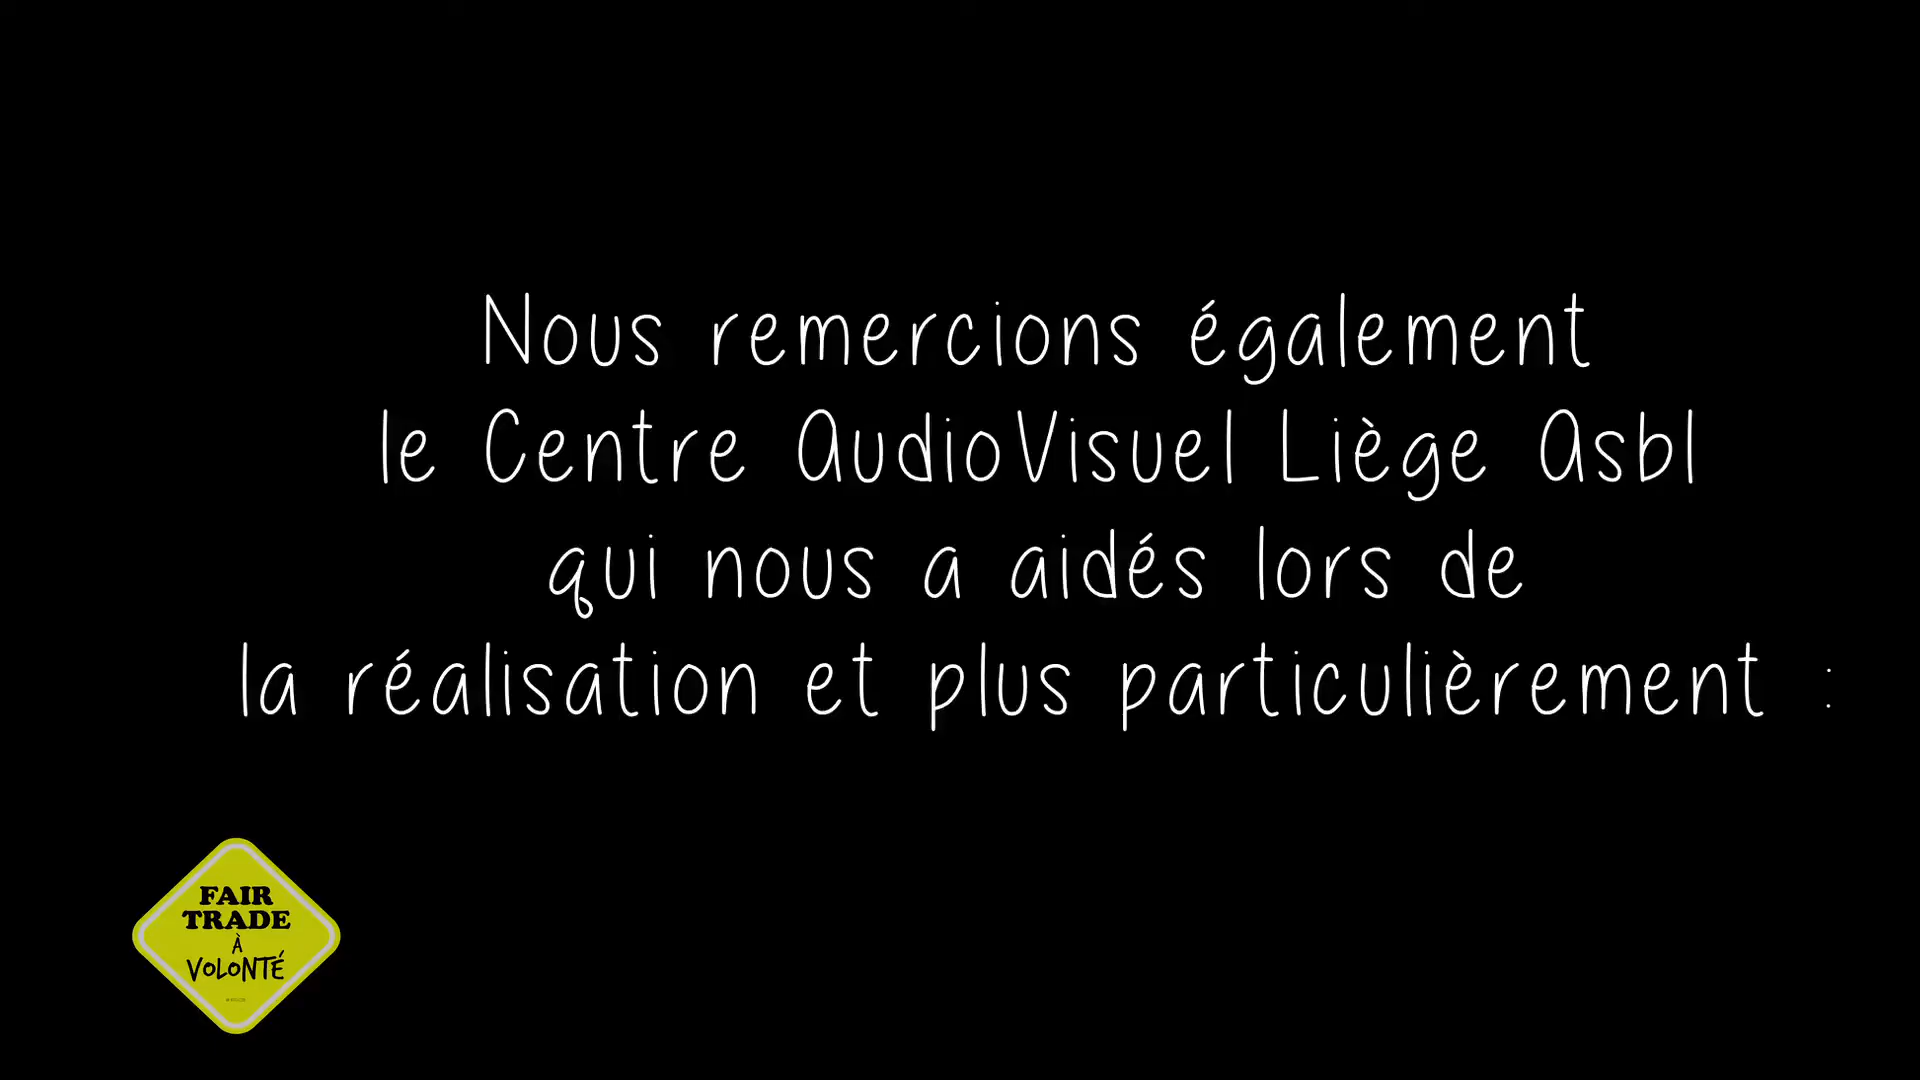 Nous remercions également
le Centre AudioVisuel Liège Asbl
qui nous a aidés lors de
la réalisation et plus particulièrement :
FAIR
TRADE
À
VOLONTÉ